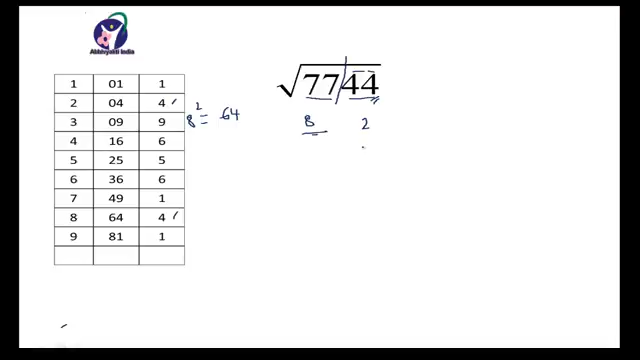 Abhivyakti India
√7744
1 01 1
2 04 4
3 09 9
4 16 6
5 25 5
6 36 6
7 49 1
8 64 4
9 81 1
8² = 64
8 2